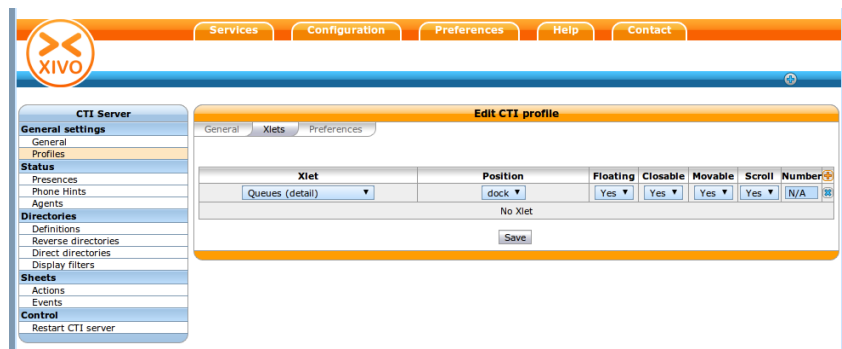 Services Configuration Preferences Help Contact
XIVO
CTI Server
General settings
General
Profiles
Status
Presences
Phone Hints
Agents
Directories
Definitions
Reverse directories
Direct directories
Display filters
Sheets
Actions
Events
Control
Restart CTI server
Edit CTI profile
General Xlets Preferences
Xlet Position Floating Closable Movable Scroll Number
Queues (detail) dock Yes Yes Yes Yes N/A
No Xlet
Save